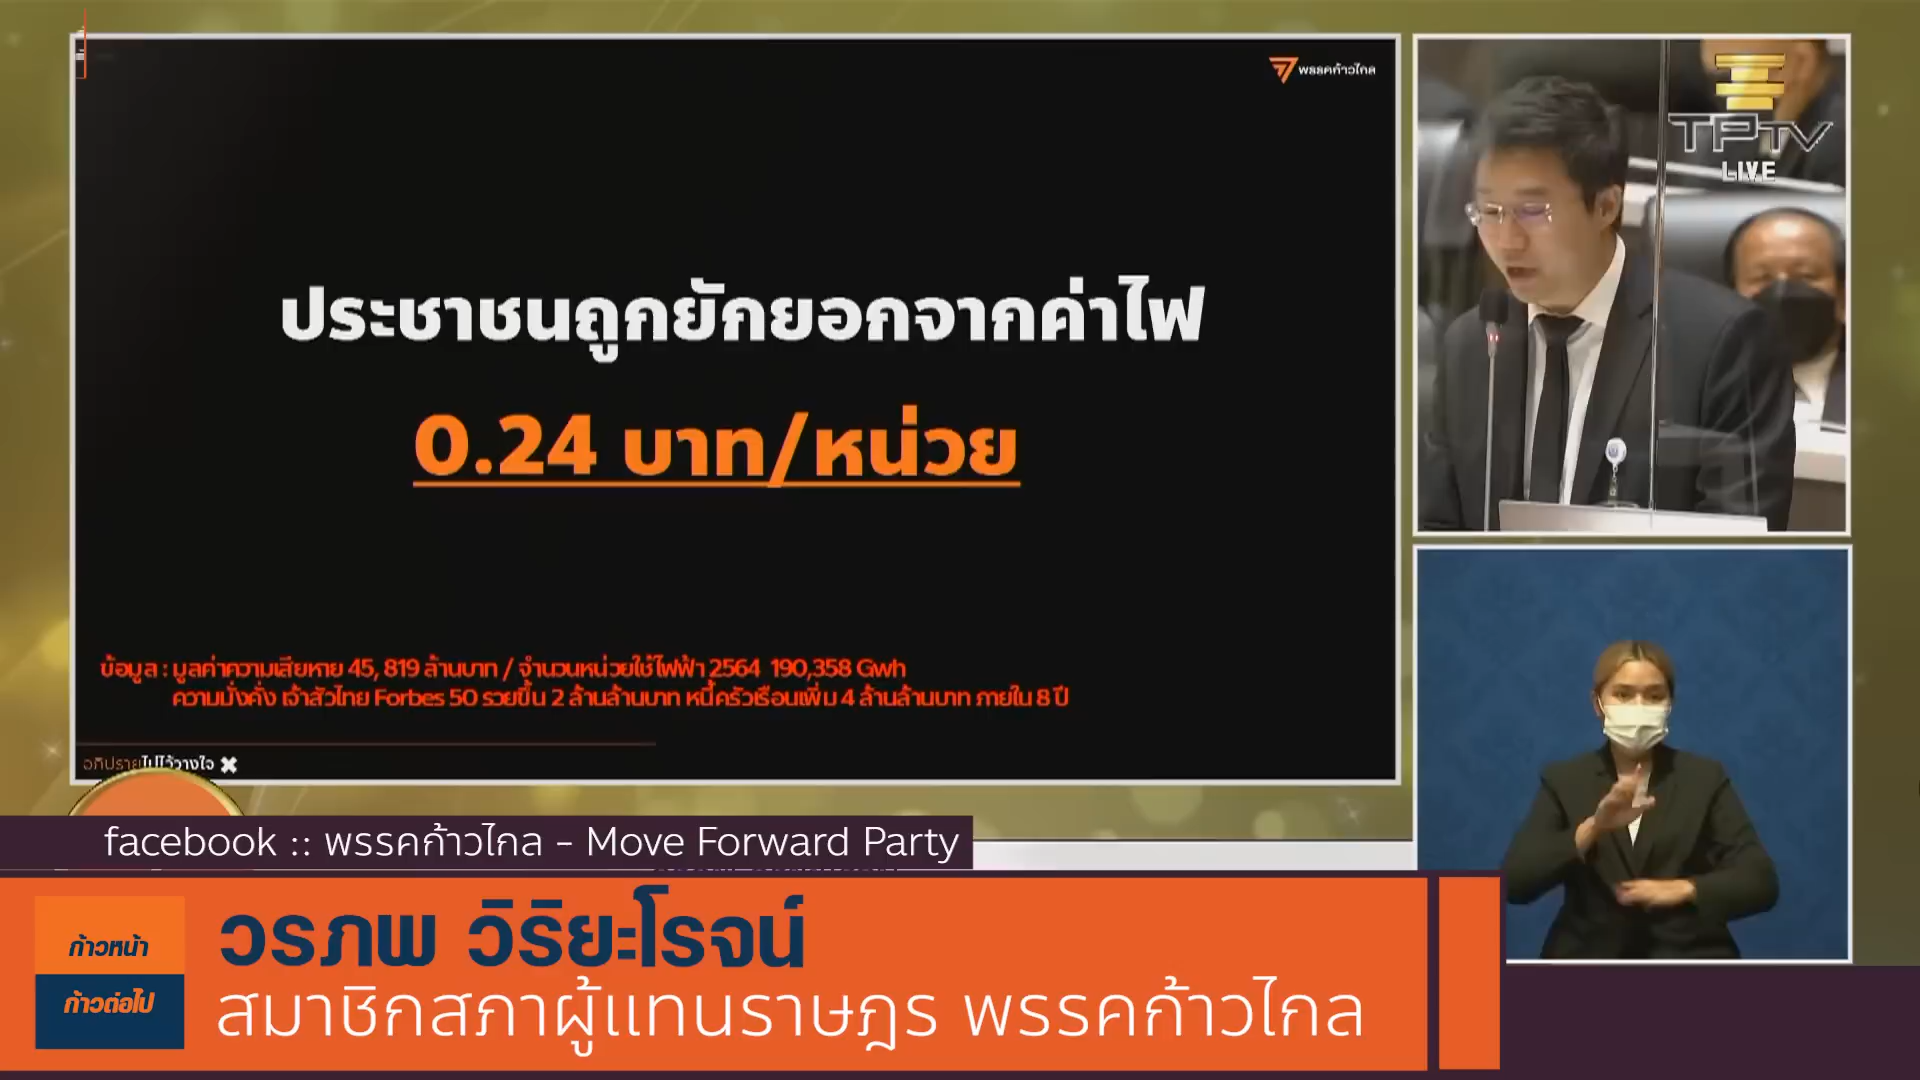 พรรคก้าวไกล
TPTV
LIVE
ประชาชนถูกยักยอกจากค่าไฟ
0.24 บาท/หน่วย
ข้อมูล : มูลค่าความเสียหาย 45, 819 ล้านบาท / จำนวนหน่วยใช้ไฟฟ้า 2564 190,358 Gwh
ความมั่งคั่ง เจ้าสัวไทย Forbes 50 รวยขึ้น 2 ล้านล้านบาท หนี้ครัวเรือนเพิ่ม 4 ล้านล้านบาท ภายใน 8 ปี
อภิปรายไม่ไว้วางใจ
facebook :: พรรคก้าวไกล - Move Forward Party
ก้าวหน้า
ก้าวต่อไป
วรภพ วิริยะโรจน์
สมาชิกสภาผู้แทนราษฎร พรรคก้าวไกล